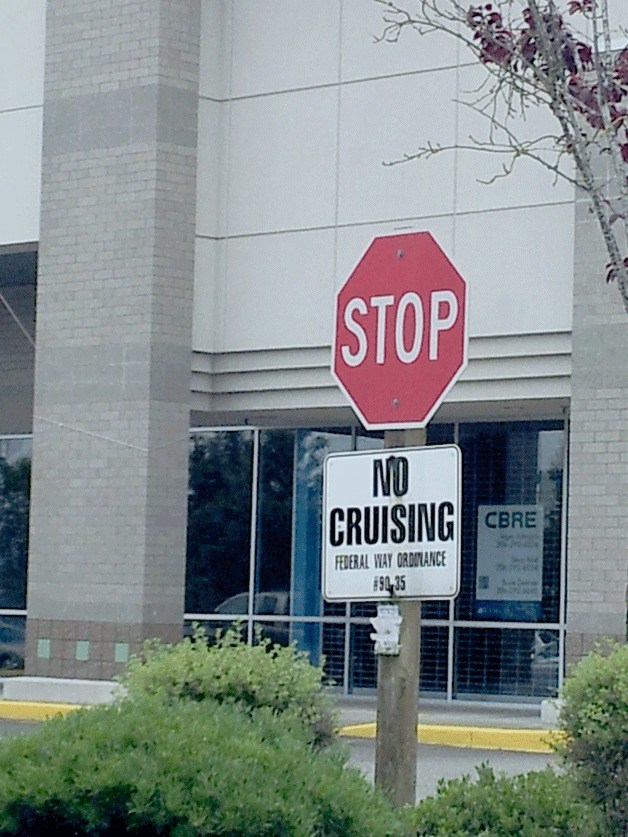 STOP
NO
CRUISING
FEDERAL WAY ORDINANCE
#90-35
CBRE